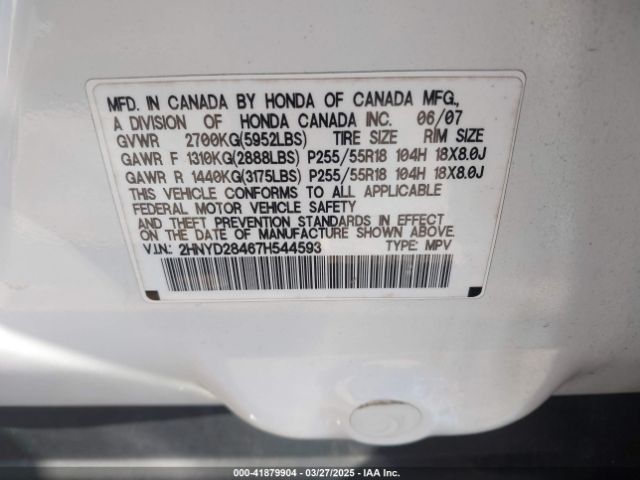 MFD. IN CANADA BY HONDA OF CANADA MFG.,
A DIVISION OF HONDA CANADA INC. 06/07
GVWR 2700KG(5952LBS) TIRE SIZE RIM SIZE
GAWR F 1310KG(2888LBS) P255/55R18 104H 18X8.0J
GAWR R 1440KG(3175LBS) P255/55R18 104H 18X8.0J
THIS VEHICLE CONFORMS TO ALL APPLICABLE
FEDERAL MOTOR VEHICLE SAFETY
AND THEFT PREVENTION STANDARDS IN EFFECT
ON THE DATE OF MANUFACTURE SHOWN ABOVE.
V.I.N.: 2HNYD28467H544593 TYPE: MPV
000-41879904 | 03/27/2025 | IAA Inc.